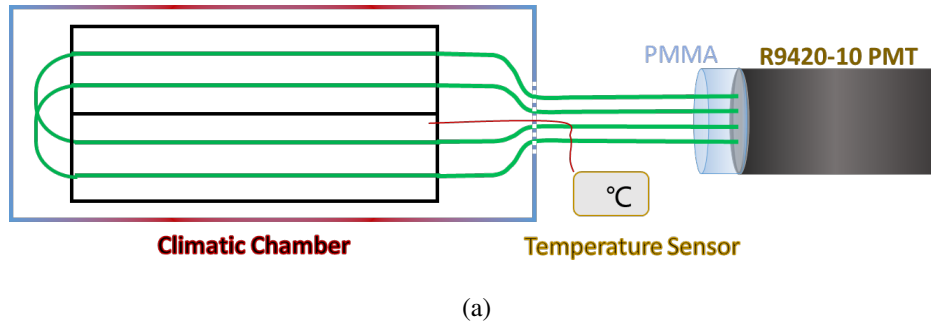 PMMA
R9420-10 PMT
℃
Climatic Chamber
Temperature Sensor
(a)